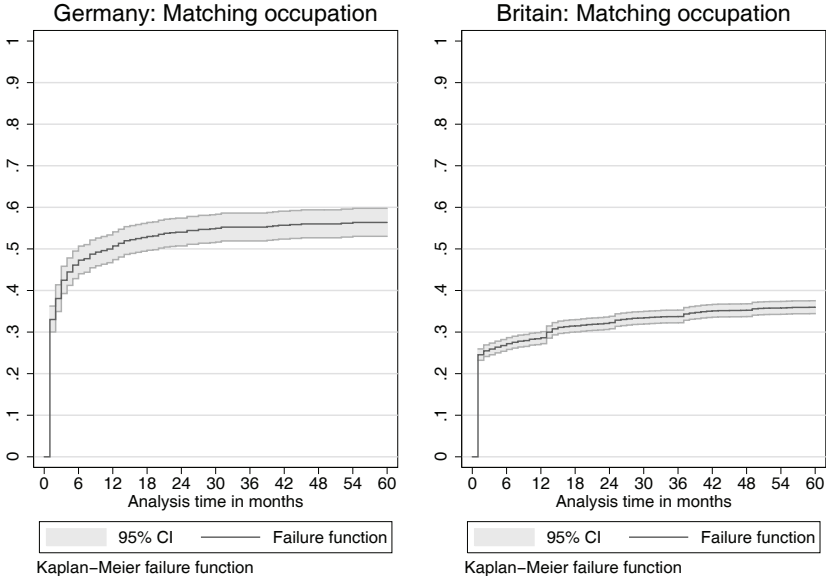 Germany: Matching occupation
1
.9
.8
.7
.6
.5
.4
.3
.2
.1
0
0 6 12 18 24 30 36 42 48 54 60
Analysis time in months
95% CI Failure function
Kaplan−Meier failure function
Britain: Matching occupation
1
.9
.8
.7
.6
.5
.4
.3
.2
.1
0
0 6 12 18 24 30 36 42 48 54 60
Analysis time in months
95% CI Failure function
Kaplan−Meier failure function